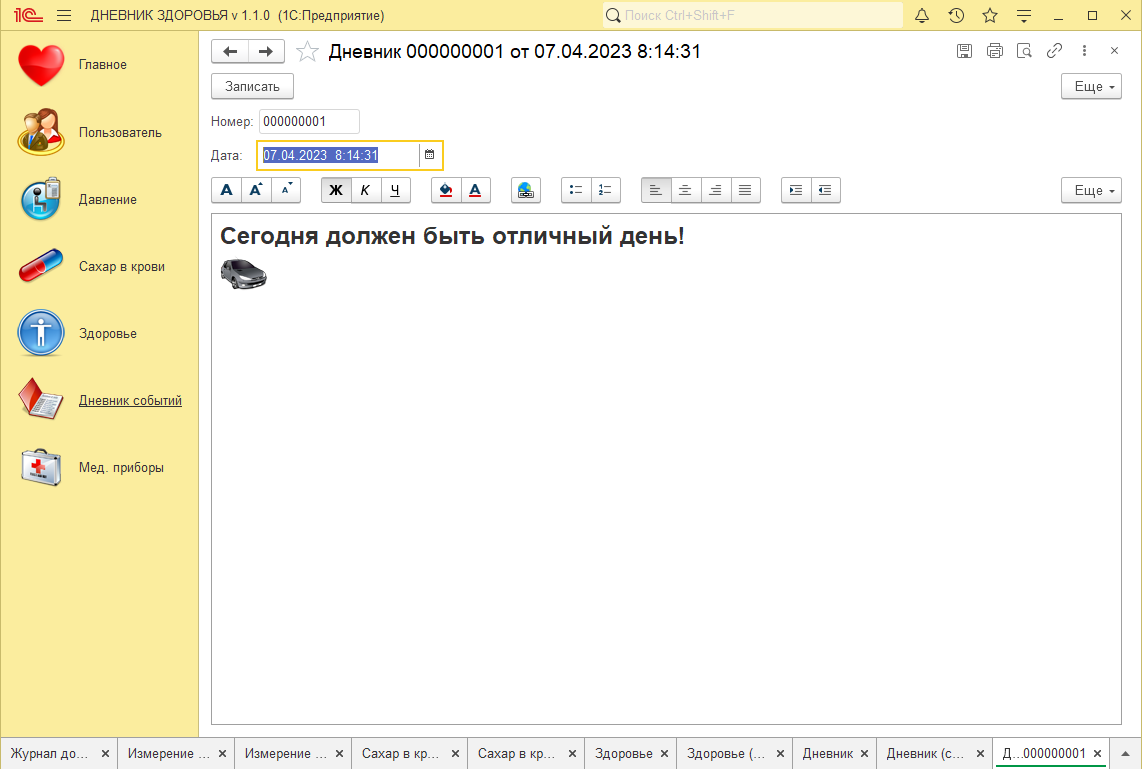 1С ДНЕВНИК ЗДОРОВЬЯ v 1.1.0 (1С:Предприятие) Поиск Ctrl+Shift+F
Главное
Пользователь
Давление
Сахар в крови
Здоровье
Дневник событий
Мед. приборы
Дневник 000000001 от 07.04.2023 8:14:31
Записать Еще
Номер: 000000001
Дата: 07.04.2023 8:14:31
А А А Ж К Ч А Еще
Сегодня должен быть отличный день!
Журнал до... Измерение ... Измерение ... Сахар в кр... Сахар в кр... Здоровье Здоровье (... Дневник Дневник (с... Д...000000001